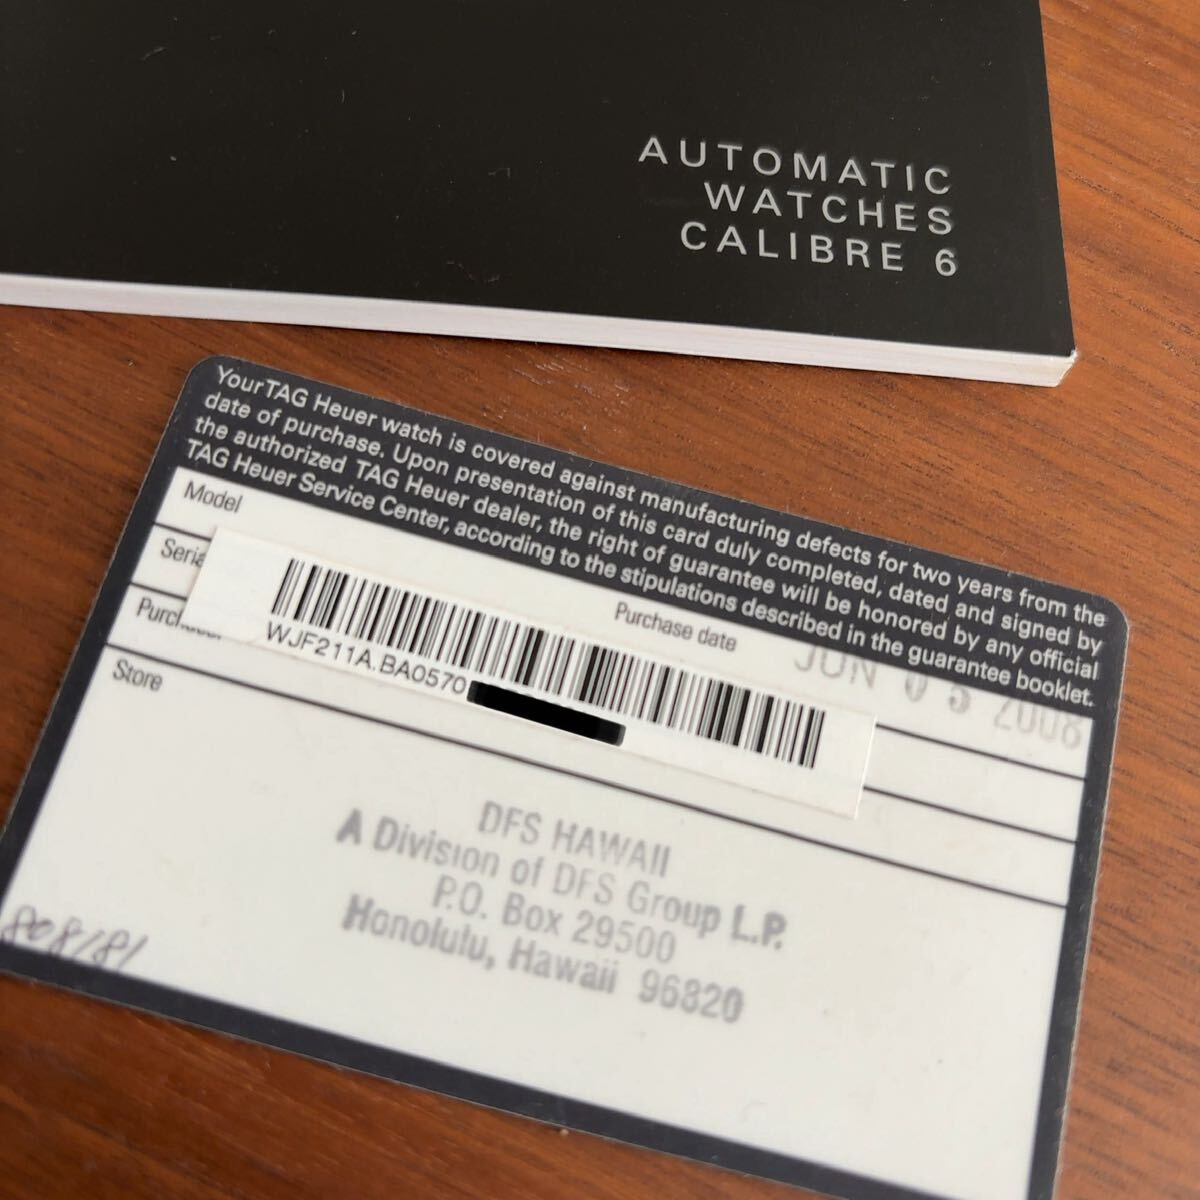 AUTOMATIC
WATCHES
CALIBRE 6
Your TAG Heuer watch is covered against manufacturing defects for two years from the
date of purchase. Upon presentation of this card duly completed, dated and signed by
the authorized TAG Heuer dealer, the right of guarantee will be honored by any official
TAG Heuer Service Center, according to the stipulations described in the guarantee booklet.
Model
Purchase date
JUN 05 2008
WJF211A.BA0570
Store
DFS HAWAII
A Division of DFS Group L.P.
P.O. Box 29500
Honolulu, Hawaii 96820
808181